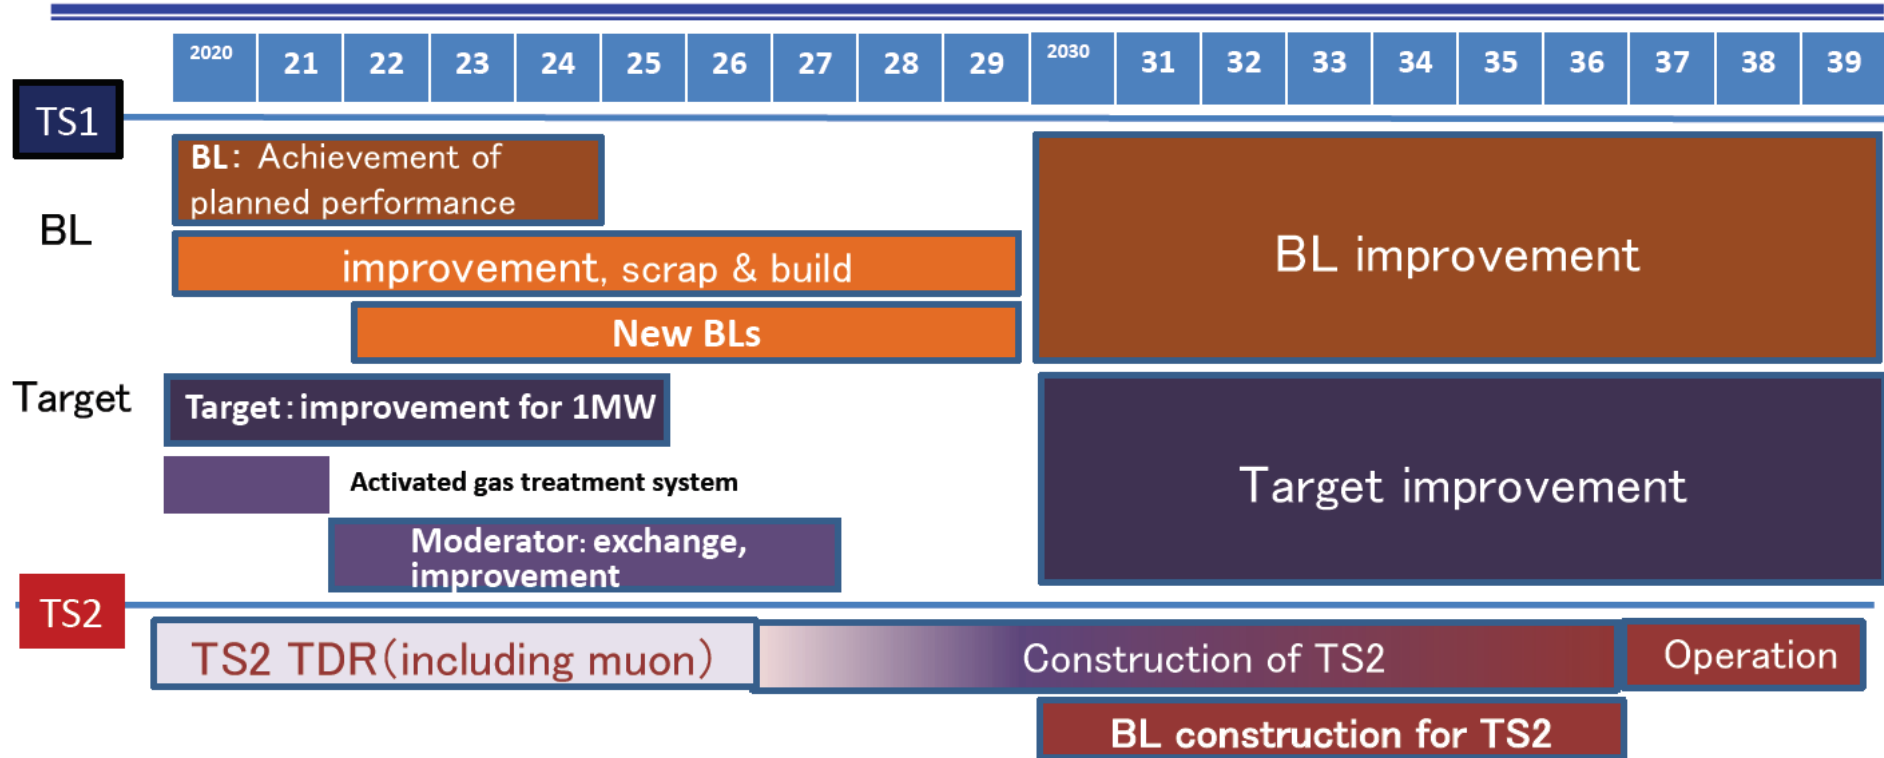 2020 21 22 23 24 25 26 27 28 29 2030 31 32 33 34 35 36 37 38 39
TS1
BL
BL: Achievement of
planned performance
improvement, scrap & build
New BLs
BL improvement
Target
Target:improvement for 1MW
Activated gas treatment system
Moderator: exchange,
improvement
Target improvement
TS2
TS2 TDR(including muon)
Construction of TS2
Operation
BL construction for TS2